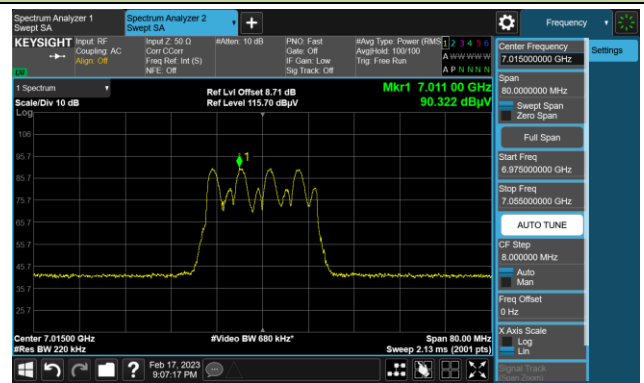 Spectrum Analyzer 1
Swept SA
Spectrum Analyzer 2
Swept SA
+
Frequency
KEYSIGHT
Input: RF
Coupling: AC
Align: Off
Input Z: 50 Ω
Corr CCorr
Freq Ref: Int (S)
NFE: Off
#Atten: 10 dB
PNO: Fast
Gate: Off
IF Gain: Low
Sig Track: Off
#Avg Type: Power (RMS
Avg|Hold: 100/100
Trig: Free Run
1 2 3 4 5 6
A W W W W W
A P N N N N
LW
1 Spectrum
Scale/Div 10 dB
Log
Ref Lvl Offset 8.71 dB
Ref Level 115.70 dBµV
Mkr1 7.011 00 GHz
90.322 dBµV
106
95.7
85.7
75.7
65.7
55.7
45.7
35.7
25.7
1
Center 7.01500 GHz
#Res BW 220 kHz
#Video BW 680 kHz*
Span 80.00 MHz
Sweep 2.13 ms (2001 pts)
Feb 17, 2023
9:07:17 PM
?
Center Frequency
7.015000000 GHz
Settings
Span
80.0000000 MHz
Swept Span
Zero Span
Full Span
Start Freq
6.975000000 GHz
Stop Freq
7.055000000 GHz
AUTO TUNE
CF Step
8.000000 MHz
Auto
Man
Freq Offset
0 Hz
X Axis Scale
Log
Lin
Signal Track
(Span Zoom)